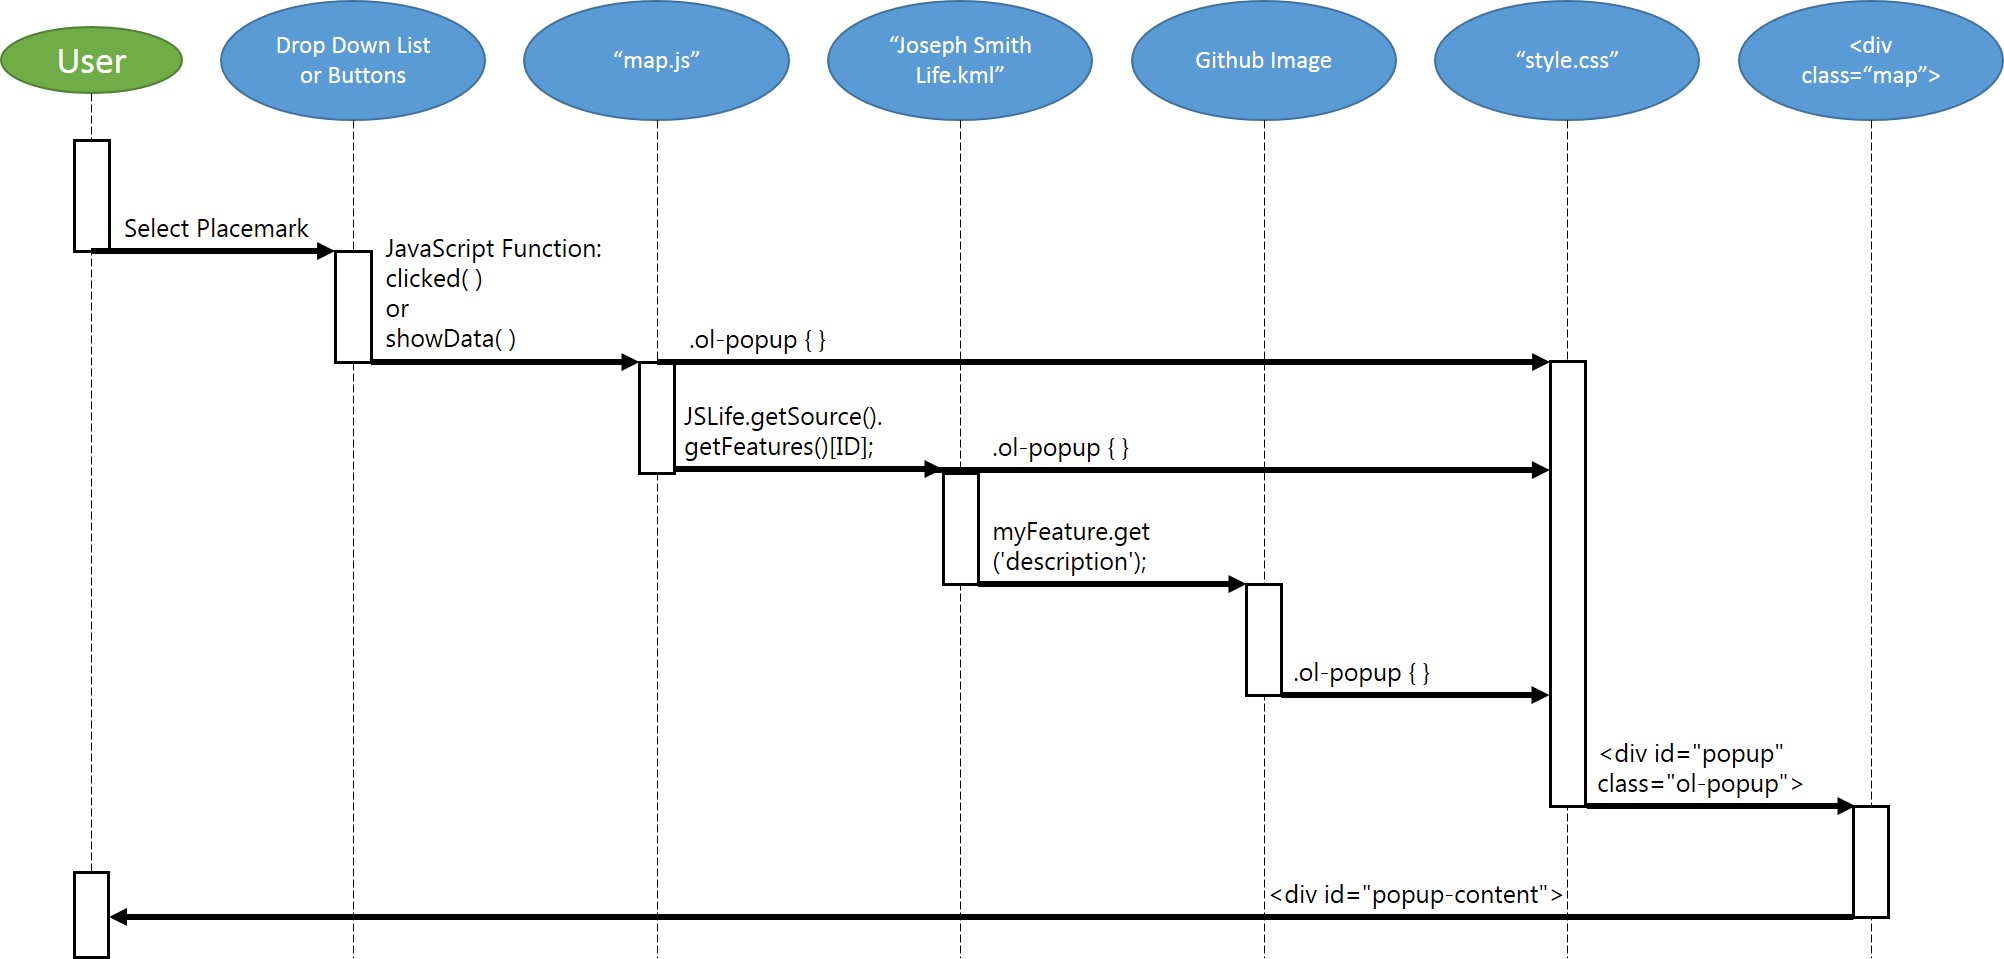 User
Drop Down List
or Buttons
“map.js”
“Joseph Smith
Life.kml”
Github Image
“style.css”
<div
class=“map”>
Select Placemark
JavaScript Function:
clicked( )
or
showData( )
.ol-popup { }
JSLife.getSource().
getFeatures()[ID];
.ol-popup { }
myFeature.get
('description');
.ol-popup { }
<div id="popup"
class="ol-popup">
<div id="popup-content">